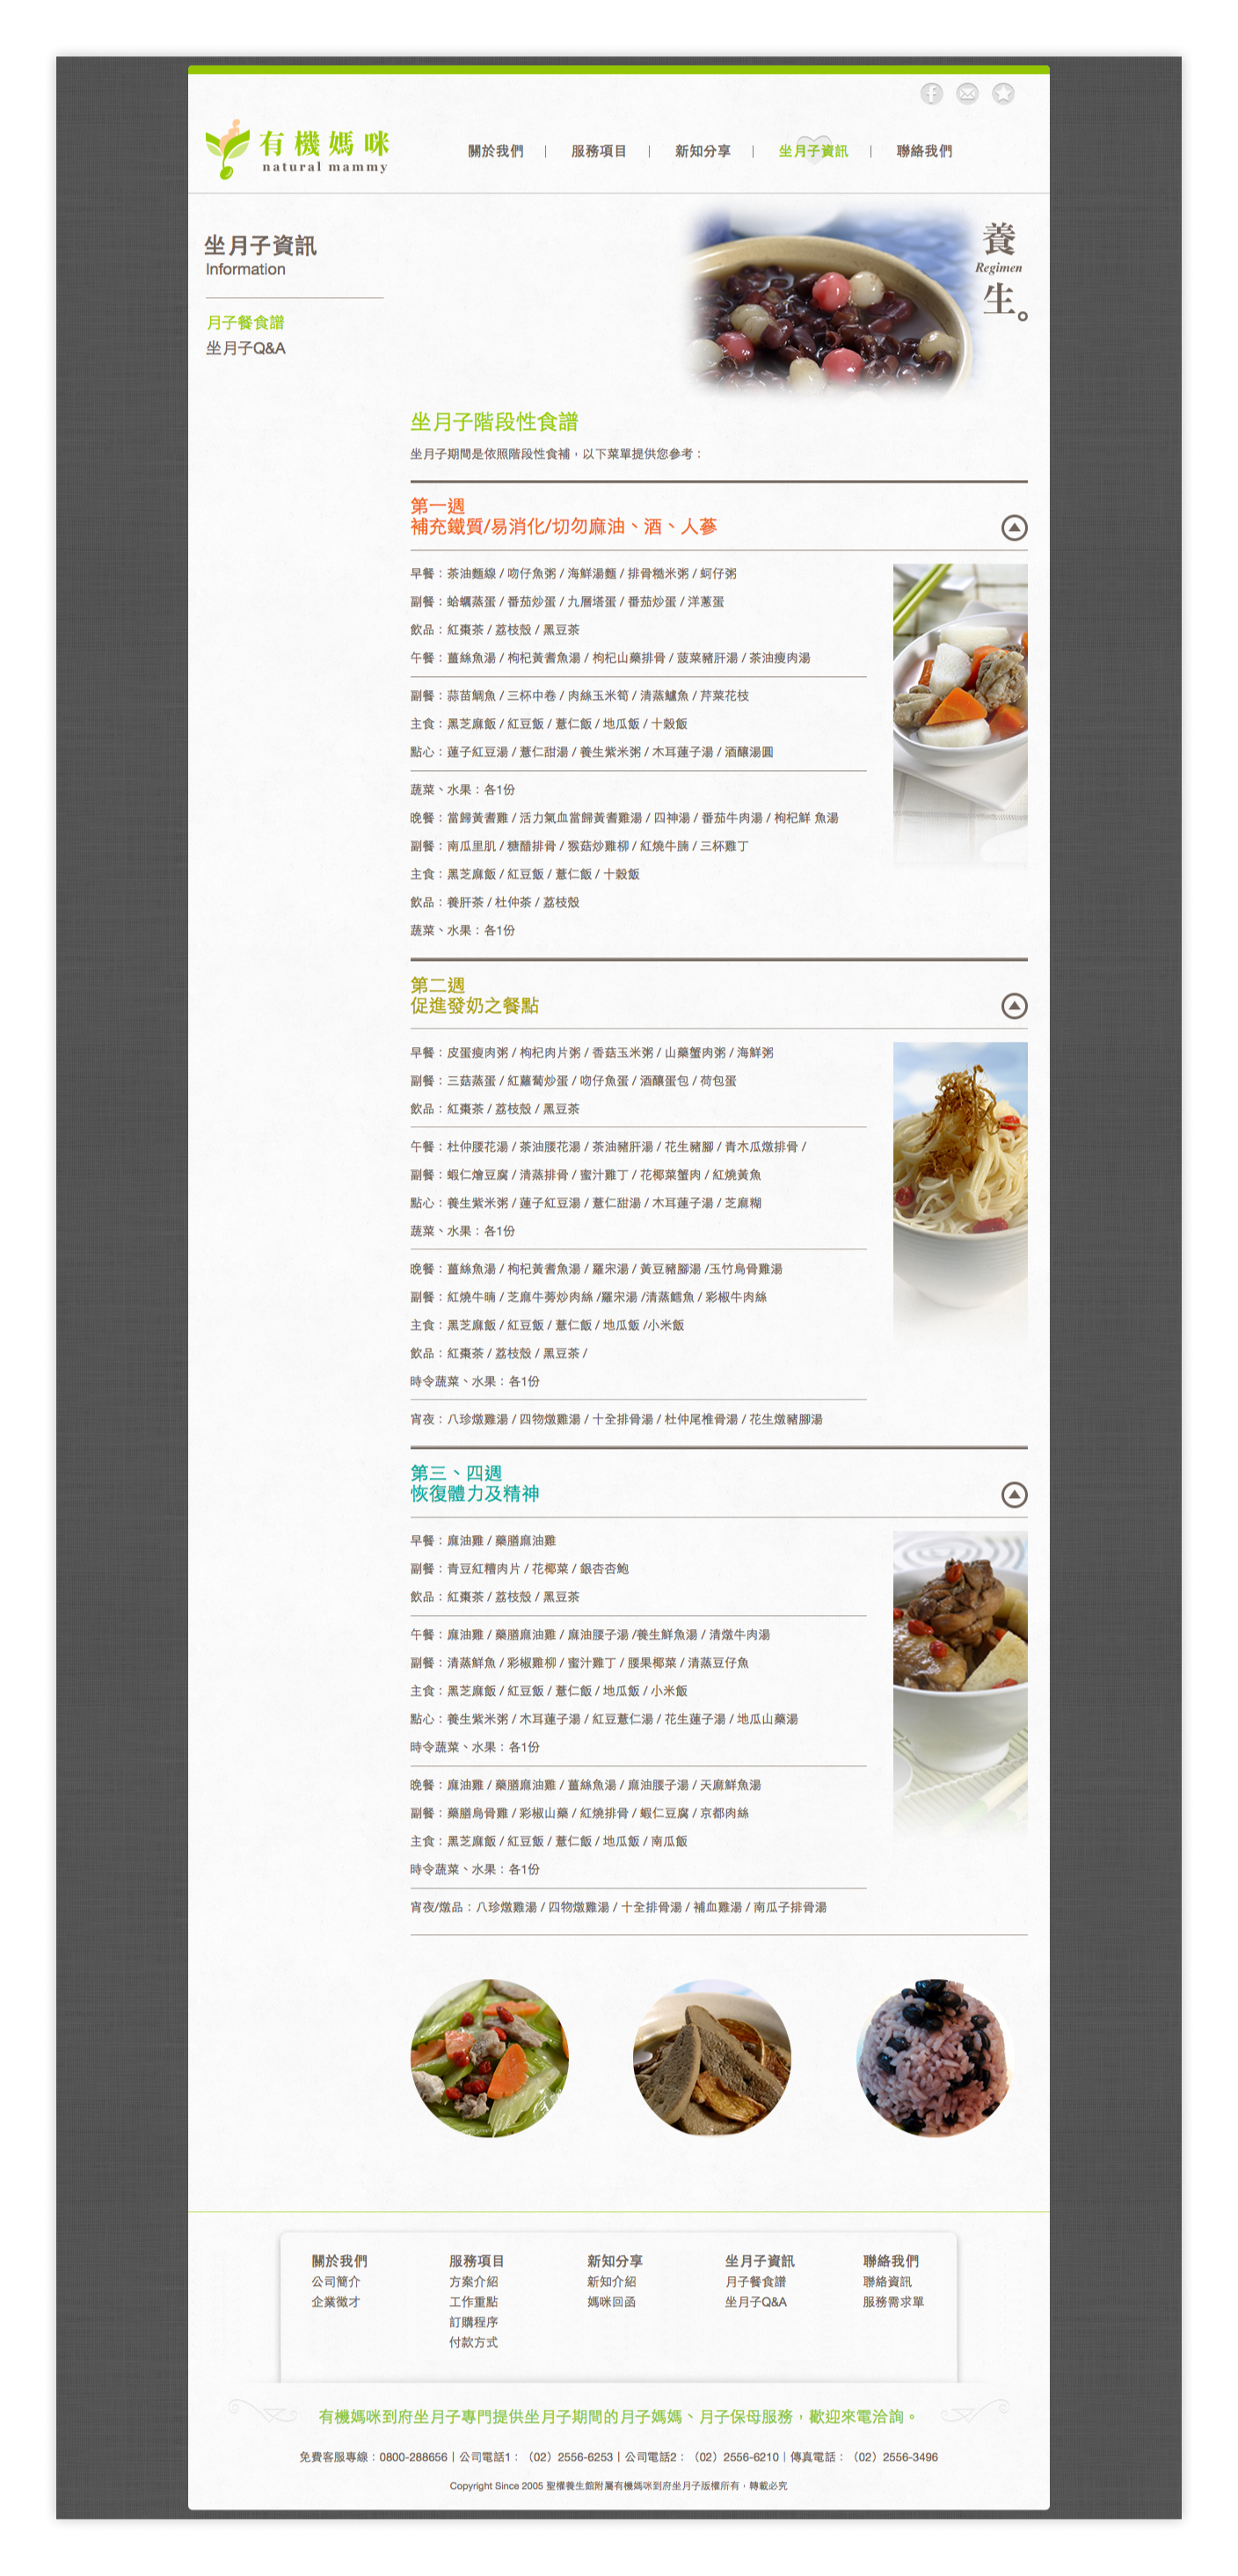 有機媽咪
natural mammy
關於我們 | 服務項目 | 新知分享 | 坐月子資訊 | 聯絡我們
坐月子資訊
Information
月子餐食譜
坐月子Q&A
養
Regimen
生。
坐月子階段性食譜
坐月子期間是依照階段性食補，以下菜單提供您參考：
第一週
補充鐵質/易消化/切勿麻油、酒、人蔘
早餐：茶油麵線 / 吻仔魚粥 / 海鮮湯麵 / 排骨糙米粥 / 蚵仔粥
副餐：蛤蠣蒸蛋 / 番茄炒蛋 / 九層塔蛋 / 番茄炒蛋 / 洋蔥蛋
飲品：紅棗茶 / 荔枝殼 / 黑豆茶
午餐：薑絲魚湯 / 枸杞黃耆魚湯 / 枸杞山藥排骨 / 菠菜豬肝湯 / 茶油瘦肉湯
副餐：蒜苗鯛魚 / 三杯中卷 / 肉絲玉米筍 / 清蒸鱸魚 / 芹菜花枝
主食：黑芝麻飯 / 紅豆飯 / 薏仁飯 / 地瓜飯 / 十穀飯
點心：蓮子紅豆湯 / 薏仁甜湯 / 養生紫米粥 / 木耳蓮子湯 / 酒釀湯圓
蔬菜、水果：各1份
晚餐：當歸黃耆雞 / 活力氣血當歸黃耆雞湯 / 四神湯 / 番茄牛肉湯 / 枸杞鮮 魚湯
副餐：南瓜里肌 / 糖醋排骨 / 猴菇炒雞柳 / 紅燒牛腩 / 三杯雞丁
主食：黑芝麻飯 / 紅豆飯 / 薏仁飯 / 十穀飯
飲品：養肝茶 / 杜仲茶 / 荔枝殼
蔬菜、水果：各1份
第二週
促進發奶之餐點
早餐：皮蛋瘦肉粥 / 枸杞肉片粥 / 香菇玉米粥 / 山藥蟹肉粥 / 海鮮粥
副餐：三菇蒸蛋 / 紅蘿蔔炒蛋 / 吻仔魚蛋 / 酒釀蛋包 / 荷包蛋
飲品：紅棗茶 / 荔枝殼 / 黑豆茶
午餐：杜仲腰花湯 / 茶油腰花湯 / 茶油豬肝湯 / 花生豬腳 / 青木瓜燉排骨 /
副餐：蝦仁燴豆腐 / 清蒸排骨 / 蜜汁雞丁 / 花椰菜蟹肉 / 紅燒黃魚
點心：養生紫米粥 / 蓮子紅豆湯 / 薏仁甜湯 / 木耳蓮子湯 / 芝麻糊
蔬菜、水果：各1份
晚餐：薑絲魚湯 / 枸杞黃耆魚湯 / 羅宋湯 / 黃豆豬腳湯 /玉竹烏骨雞湯
副餐：紅燒牛喃 / 芝麻牛蒡炒肉絲 /羅宋湯 /清蒸鱈魚 / 彩椒牛肉絲
主食：黑芝麻飯 / 紅豆飯 / 薏仁飯 / 地瓜飯 /小米飯
飲品：紅棗茶 / 荔枝殼 / 黑豆茶 /
時令蔬菜、水果：各1份
宵夜：八珍燉雞湯 / 四物燉雞湯 / 十全排骨湯 / 杜仲尾椎骨湯 / 花生燉豬腳湯
第三、四週
恢復體力及精神
早餐：麻油雞 / 藥膳麻油雞
副餐：青豆紅糟肉片 / 花椰菜 / 銀杏杏鮑
飲品：紅棗茶 / 荔枝殼 / 黑豆茶
午餐：麻油雞 / 藥膳麻油雞 / 麻油腰子湯 /養生鮮魚湯 / 清燉牛肉湯
副餐：清蒸鮮魚 / 彩椒雞柳 / 蜜汁雞丁 / 腰果椰菜 / 清蒸豆仔魚
主食：黑芝麻飯 / 紅豆飯 / 薏仁飯 / 地瓜飯 / 小米飯
點心：養生紫米粥 / 木耳蓮子湯 / 紅豆薏仁湯 / 花生蓮子湯 / 地瓜山藥湯
時令蔬菜、水果：各1份
晚餐：麻油雞 / 藥膳麻油雞 / 薑絲魚湯 / 麻油腰子湯 / 天麻鮮魚湯
副餐：藥膳烏骨雞 / 彩椒山藥 / 紅燒排骨 / 蝦仁豆腐 / 京都肉絲
主食：黑芝麻飯 / 紅豆飯 / 薏仁飯 / 地瓜飯 / 南瓜飯
時令蔬菜、水果：各1份
宵夜/燉品：八珍燉雞湯 / 四物燉雞湯 / 十全排骨湯 / 補血雞湯 / 南瓜子排骨湯
關於我們
公司簡介
企業徵才
服務項目
方案介紹
工作重點
訂購程序
付款方式
新知分享
新知介紹
媽咪回函
坐月子資訊
月子餐食譜
坐月子Q&A
聯絡我們
聯絡資訊
服務需求單
有機媽咪到府坐月子專門提供坐月子期間的月子媽媽、月子保母服務，歡迎來電洽詢。
免費客服專線：0800-288656 | 公司電話1：（02）2556-6253 | 公司電話2：（02）2556-6210 | 傳真電話：（02）2556-3496
Copyright Since 2005 聖權養生館附屬有機媽咪到府坐月子版權所有，轉載必究